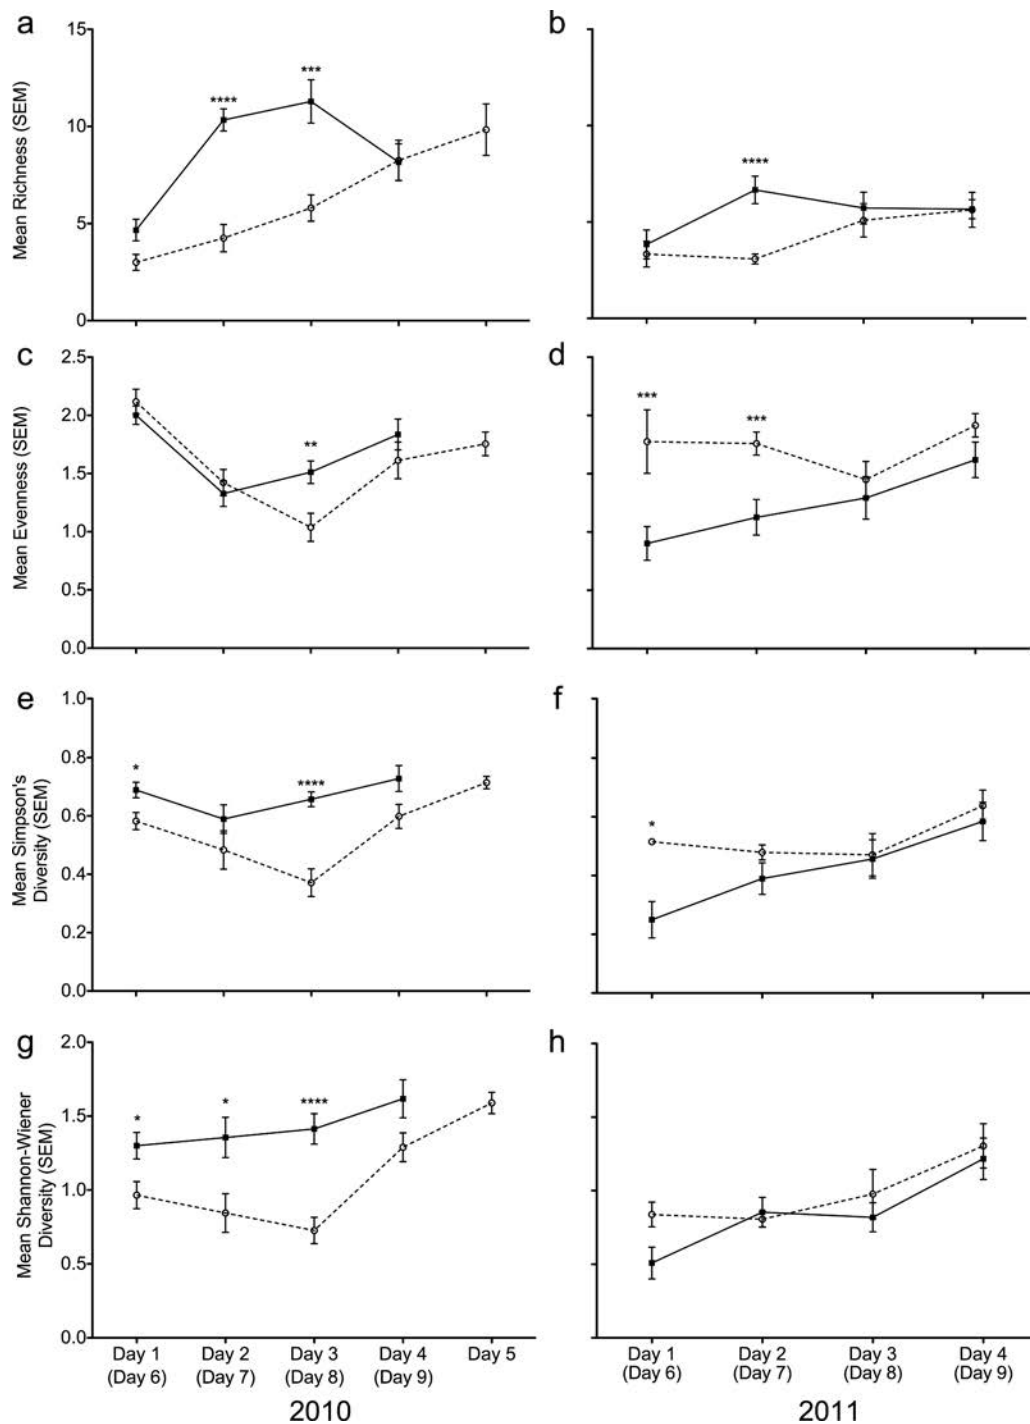 a
b
Mean Richness (SEM)
15
10
5
0
****
***
****
c
d
Mean Evenness (SEM)
2.5
2.0
1.5
1.0
0.5
0.0
**
***
***
e
f
Mean Simpson's
Diversity (SEM)
1.0
0.8
0.6
0.4
0.2
0.0
*
****
*
g
h
Mean Shannon-Wiener
Diversity (SEM)
2.0
1.5
1.0
0.5
0.0
*
*
****
Day 1 Day 2 Day 3 Day 4 Day 5
(Day 6) (Day 7) (Day 8) (Day 9)
2010
Day 1 Day 2 Day 3 Day 4
(Day 6) (Day 7) (Day 8) (Day 9)
2011